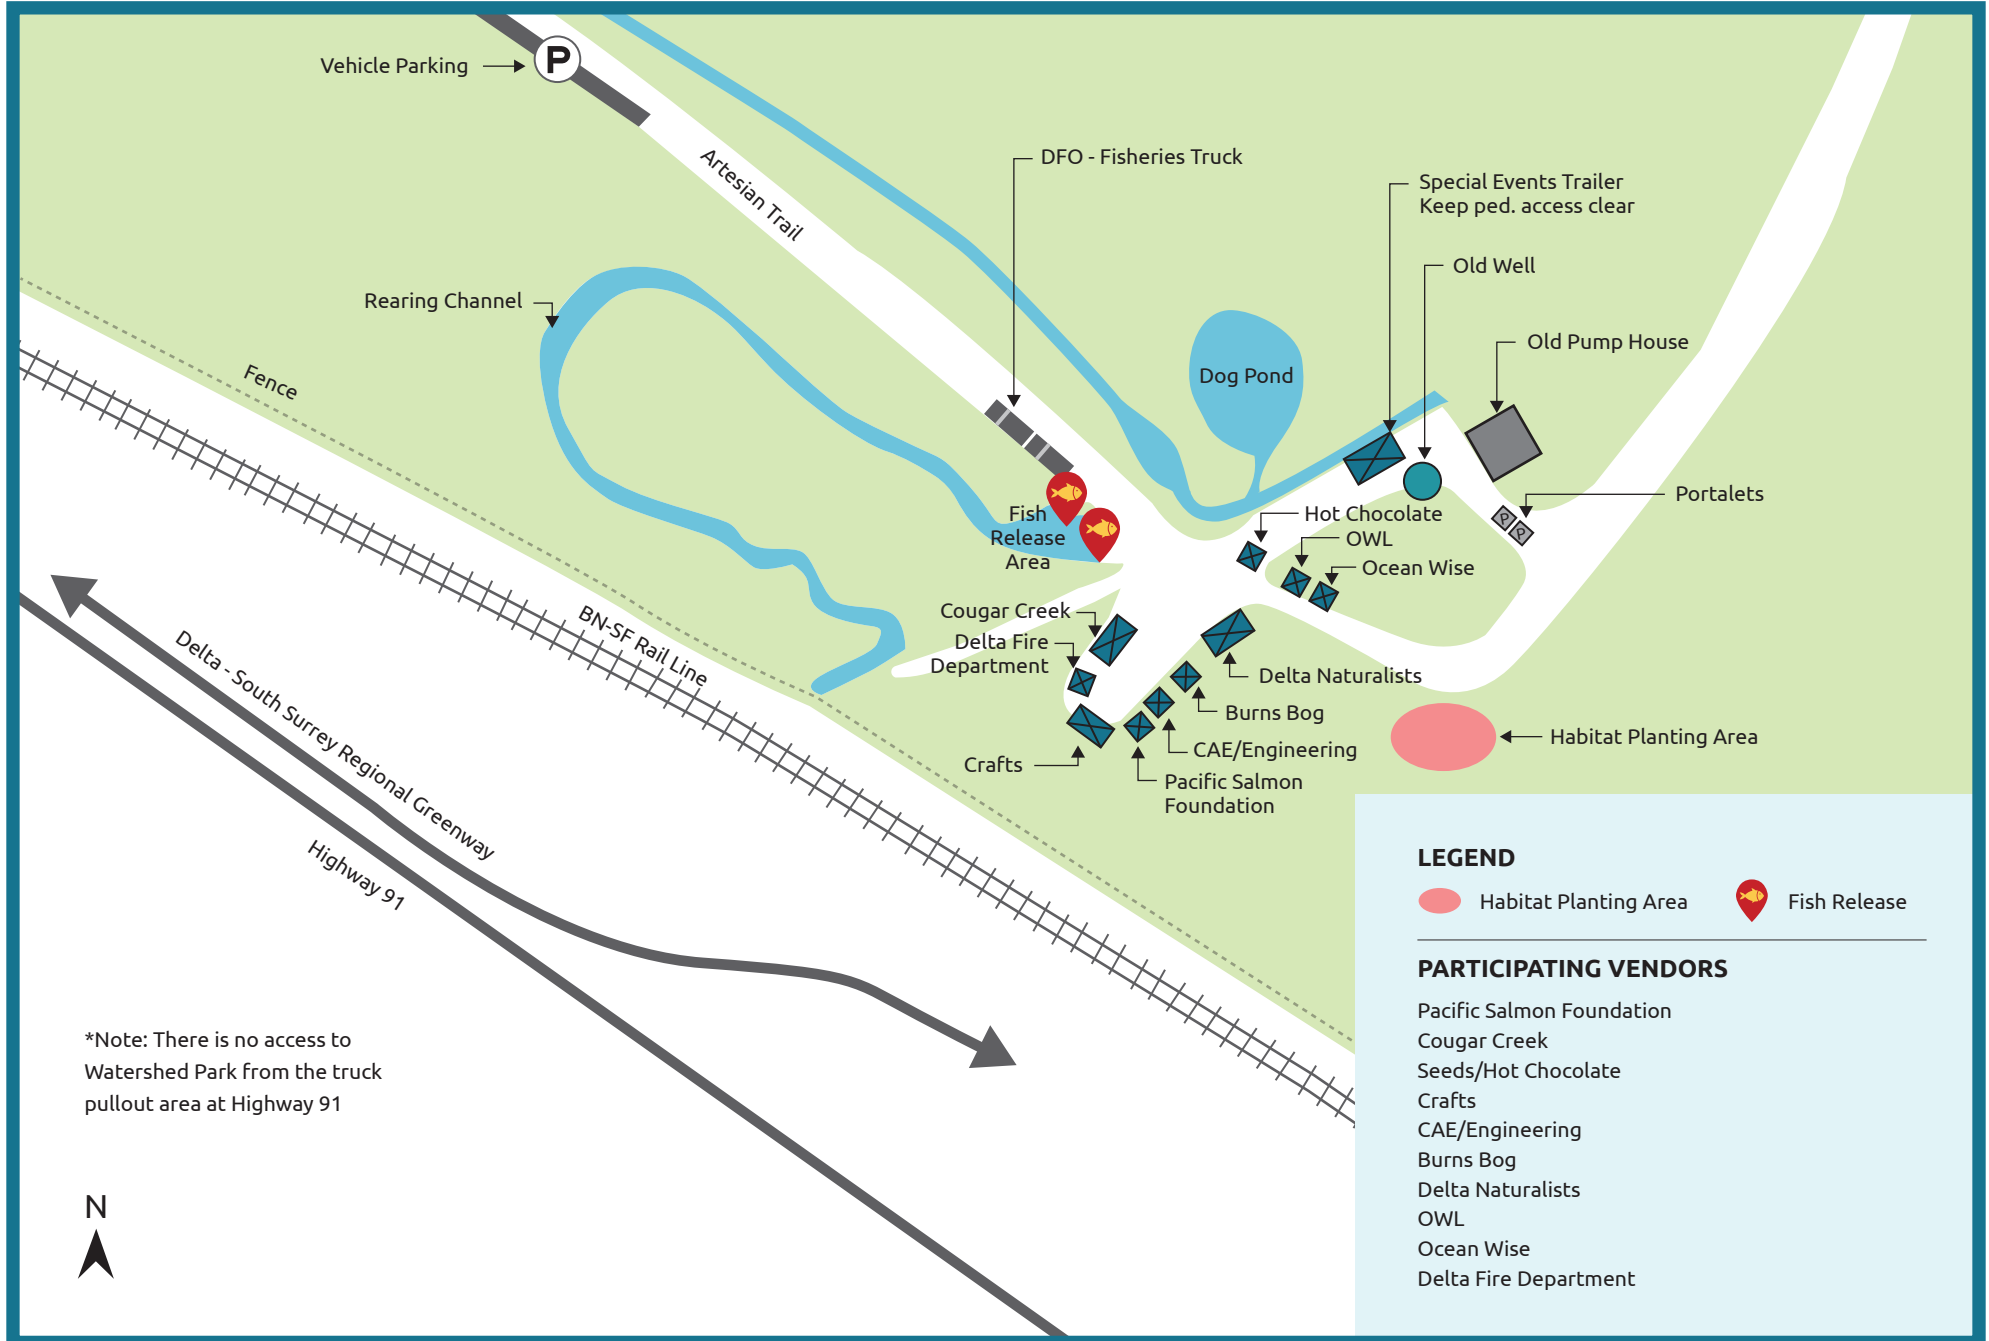 Vehicle Parking
P
Artesian Trail
DFO - Fisheries Truck
Special Events Trailer
Keep ped. access clear
Old Well
Rearing Channel
Old Pump House
Dog Pond
Fence
Portalets
P
P
Fish
Release
Area
Hot Chocolate
OWL
Ocean Wise
Cougar Creek
Delta Fire
Department
BN-SF Rail Line
Delta - South Surrey Regional Greenway
Delta Naturalists
Burns Bog
CAE/Engineering
Crafts
Pacific Salmon
Foundation
Habitat Planting Area
Highway 91
LEGEND
Habitat Planting Area
Fish Release
PARTICIPATING VENDORS
Pacific Salmon Foundation
Cougar Creek
Seeds/Hot Chocolate
Crafts
CAE/Engineering
Burns Bog
Delta Naturalists
OWL
Ocean Wise
Delta Fire Department
*Note: There is no access to
Watershed Park from the truck
pullout area at Highway 91
N